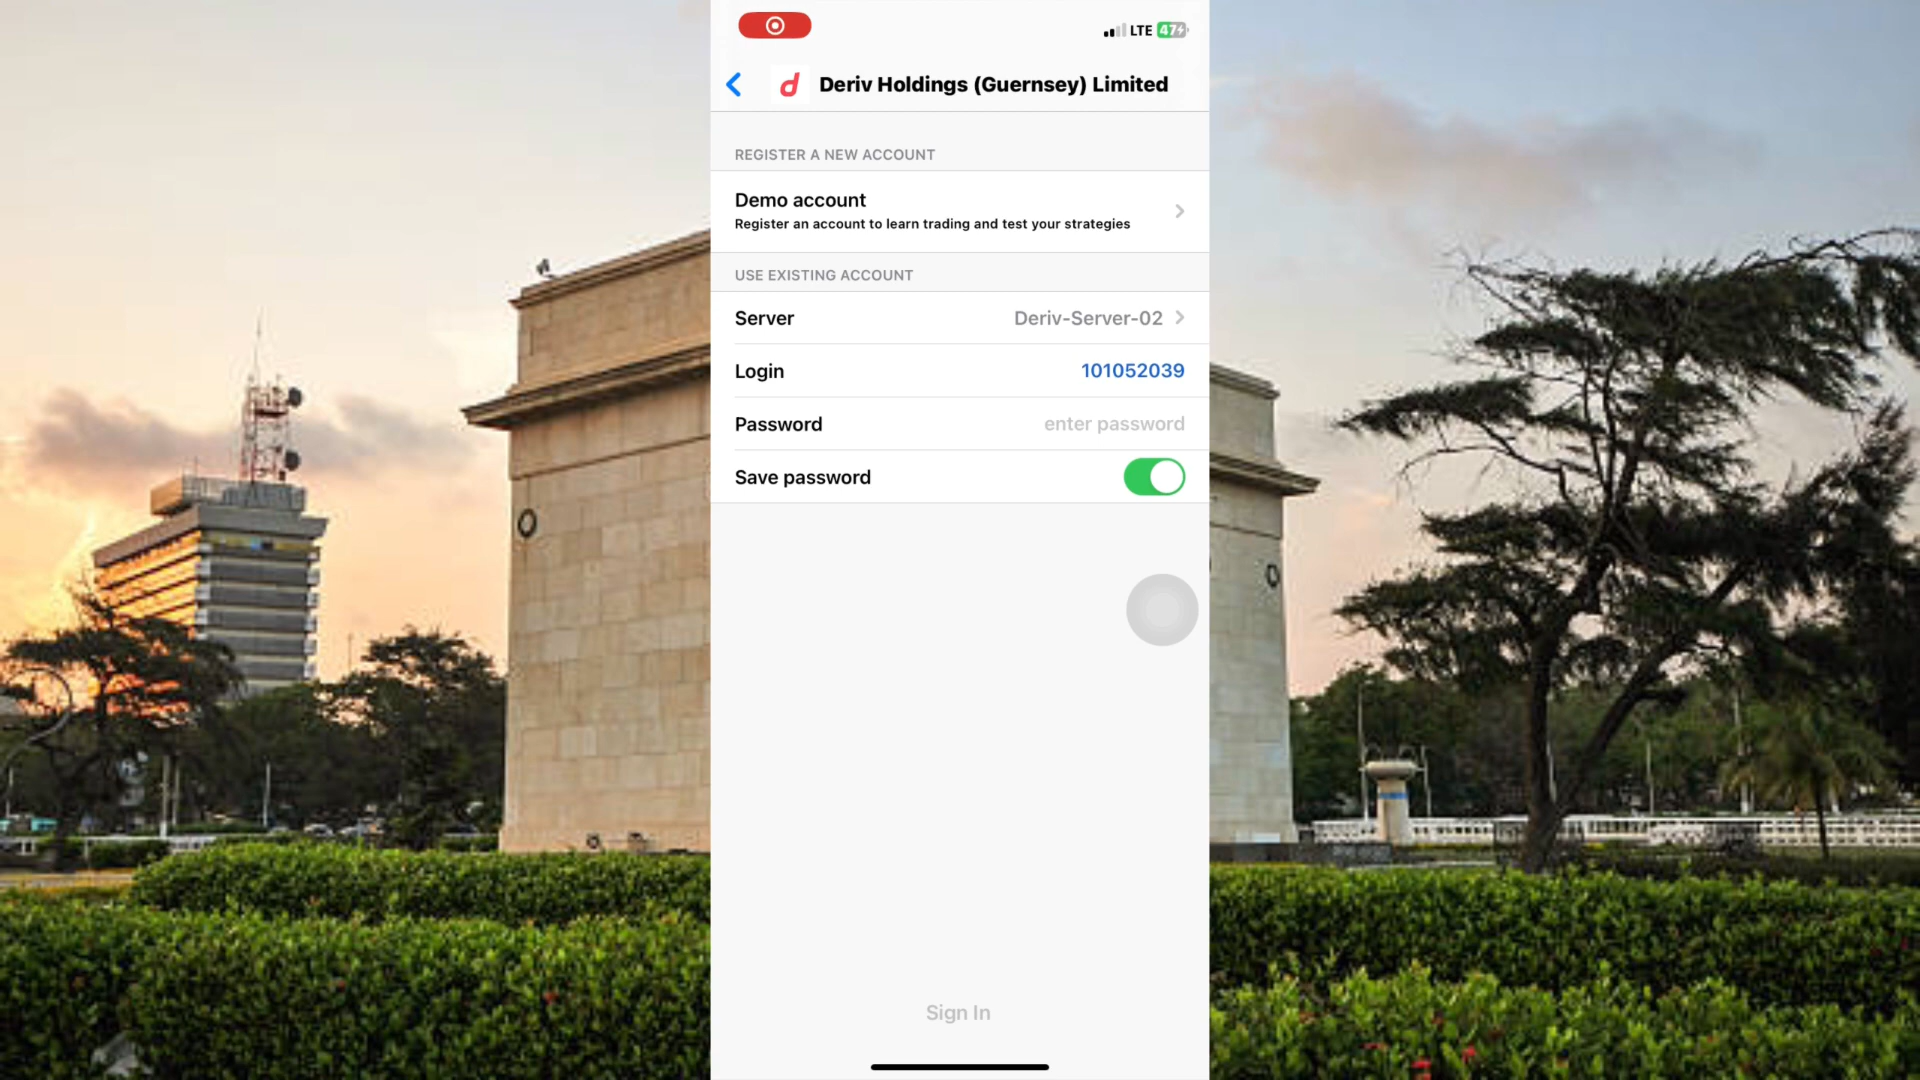 LTE 47
Deriv Holdings (Guernsey) Limited
REGISTER A NEW ACCOUNT
Demo account
Register an account to learn trading and test your strategies
USE EXISTING ACCOUNT
Server Deriv-Server-02
Login 101052039
Password enter password
Save password
Sign In